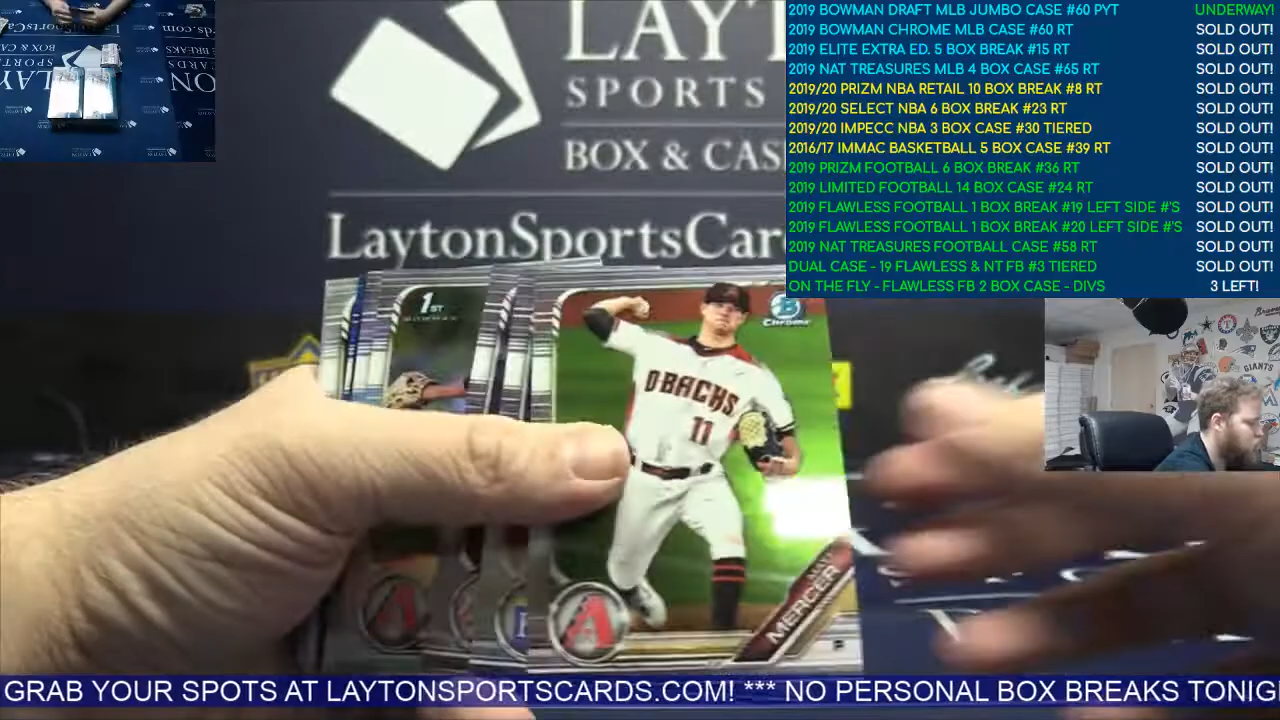 2019 BOWMAN DRAFT MLB JUMBO CASE #60 PYT UNDERWAY!
2019 BOWMAN CHROME MLB CASE #60 RT SOLD OUT!
2019 ELITE EXTRA ED. 5 BOX BREAK #15 RT SOLD OUT!
2019 NAT TREASURES MLB 4 BOX CASE #65 RT SOLD OUT!
2019/20 PRIZM NBA RETAIL 10 BOX BREAK #8 RT SOLD OUT!
2019/20 SELECT NBA 6 BOX BREAK #23 RT SOLD OUT!
2019/20 IMPECC NBA 3 BOX CASE #30 TIERED SOLD OUT!
2016/17 IMMAC BASKETBALL 5 BOX CASE #39 RT SOLD OUT!
2019 PRIZM FOOTBALL 6 BOX BREAK #36 RT SOLD OUT!
2019 LIMITED FOOTBALL 14 BOX CASE #24 RT SOLD OUT!
2019 FLAWLESS FOOTBALL 1 BOX BREAK #19 LEFT SIDE #'S SOLD OUT!
2019 FLAWLESS FOOTBALL 1 BOX BREAK #20 LEFT SIDE #'S SOLD OUT!
2019 NAT TREASURES FOOTBALL CASE #58 RT SOLD OUT!
DUAL CASE - 19 FLAWLESS & NT FB #3 TIERED SOLD OUT!
ON THE FLY - FLAWLESS FB 2 BOX CASE - DIVS 3 LEFT!
LAYT
SPORTS
BOX & CAS
LaytonSportsCar
1ST
B
Chrome
D-BACKS
11
MERCER
A
GIANTS
GRAB YOUR SPOTS AT LAYTONSPORTSCARDS.COM! *** NO PERSONAL BOX BREAKS TONIG